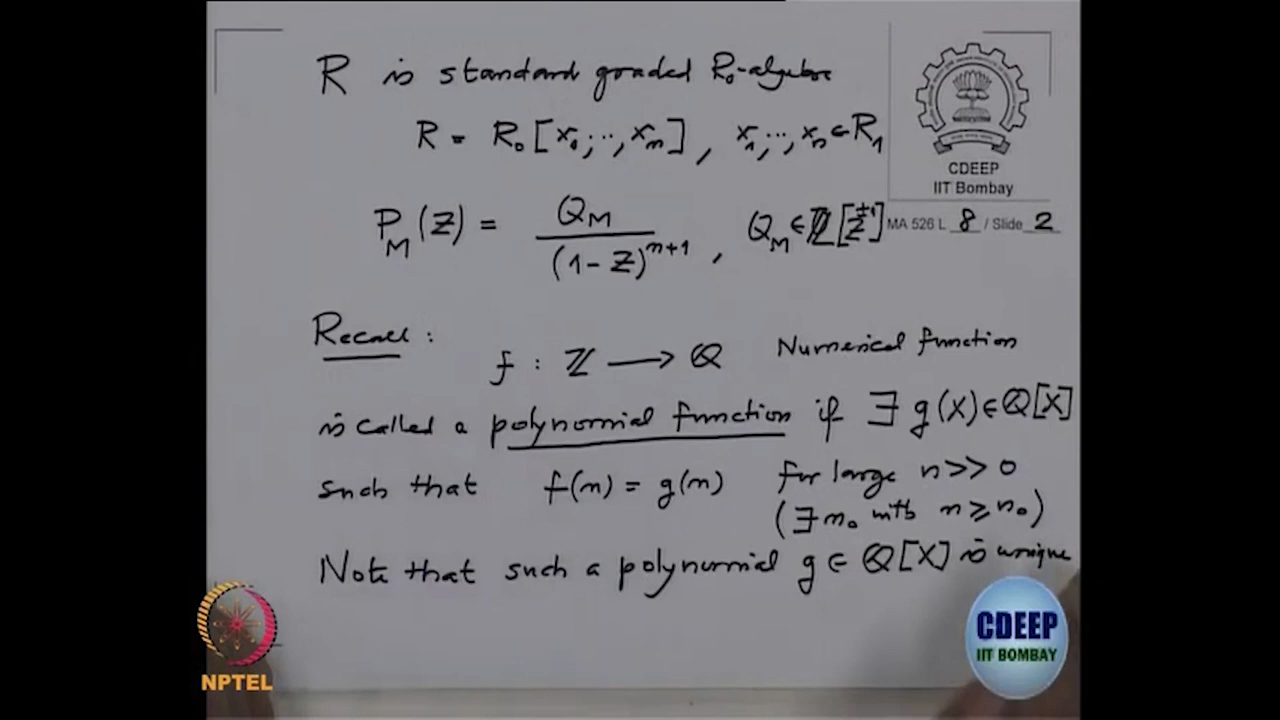 R is standard graded R₀-algebra
R = R₀[x₀,..,xₙ], x₁,..,xₙ ∈ R₁
CDEEP
IIT Bombay
P_M(Z) = Q_M / (1-Z)^{n+1}, Q_M ∈ ℤ[Z^{±1}]
MA 526 L 8 / Slide 2
Recall:
f : ℤ → ℚ Numerical function
is called a polynomial function if ∃ g(X) ∈ ℚ[X]
such that f(n) = g(n) for large n >> 0
(∃ n₀ n ≥ n₀)
Note that such a polynomial g ∈ ℚ[X] is unique
CDEEP
IIT BOMBAY
NPTEL